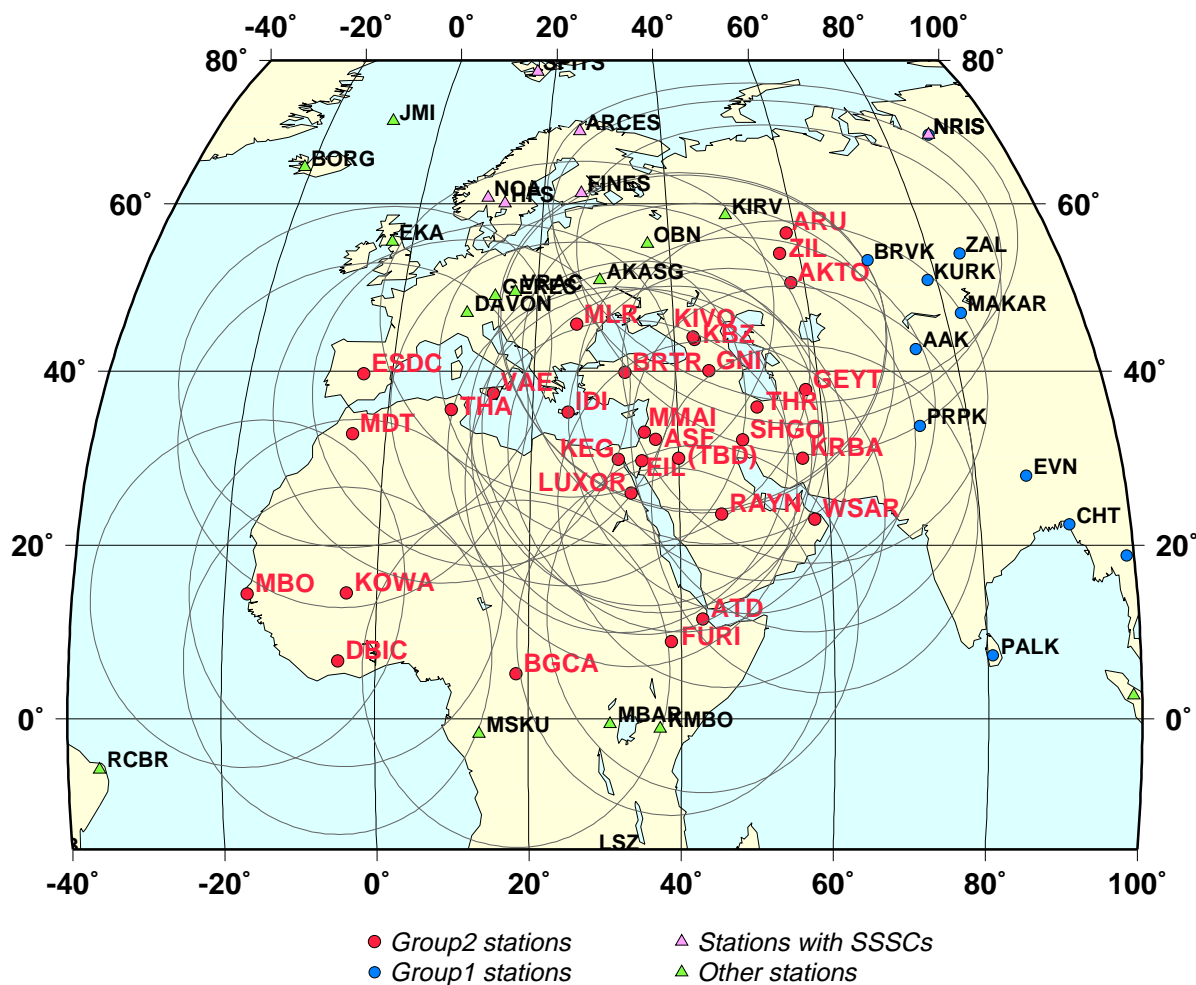 -40˚ -20˚ 0˚ 20˚ 40˚ 60˚ 80˚ 100˚
80˚ 80˚
SPITS
JMI
ARCES
NRIS
BORG
NOA
HFS
FINES
60˚ 60˚
KIRV
ARU
EKA
OBN
ZIL
BRVK
ZAL
AKASG
AKTO
KURK
VRAC
GERES
DAVON
MAKAR
MLR
KIVO
KBZ
AAK
40˚ 40˚
ESDC
BRTR
GNI
VAE
GEYT
THA
IDI
THR
MDT
MMAI
ASF
SHGO
PRPK
KEG
EIL
(TBD)
KRBA
EVN
LUXOR
RAYN
WSAR
CHT
20˚ 20˚
MBO
KOWA
ATD
FURI
DBIC
BGCA
PALK
0˚ 0˚
MSKU
MBAR
KMBO
RCBR
LSZ
-40˚ -20˚ 0˚ 20˚ 40˚ 60˚ 80˚ 100˚
Group2 stations
Stations with SSSCs
Group1 stations
Other stations